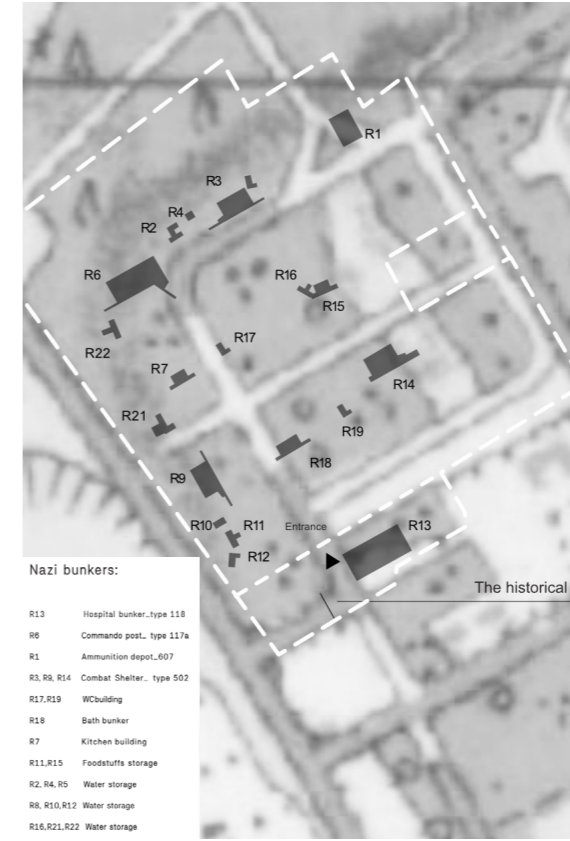 R1
R3
R4
R2
R6
R16
R15
R22
R17
R7
R14
R21
R19
R18
R9
R10
R11
Entrance
R13
R12
Nazi bunkers:
The historical
R13 Hospital bunker_type 118
R6 Commando post_ type 117a
R1 Ammunition depot_607
R3, R9, R14 Combat Shelter_ type 502
R17,R19 WCbuilding
R18 Bath bunker
R7 Kitchen building
R11,R15 Foodstuffs storage
R2, R4, R5 Water storage
R8, R10,R12 Water storage
R16,R21,R22 Water storage